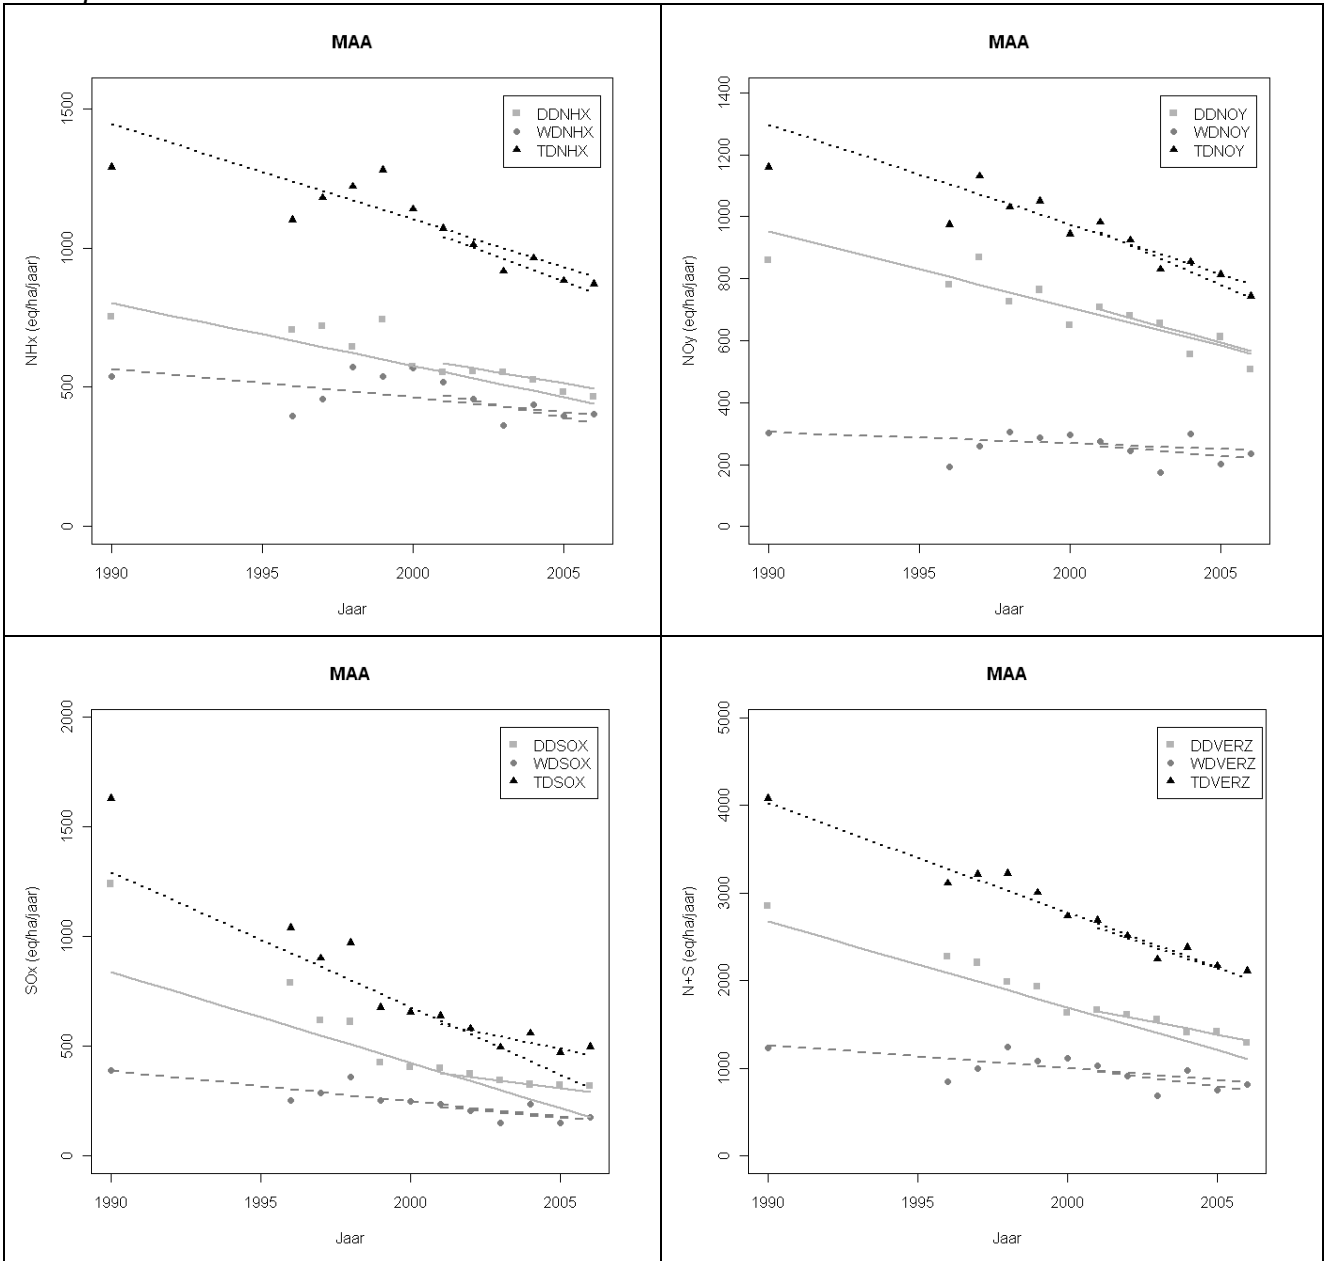 MAA
DDNHX
WDNHX
TDNHX
NHx (eq/ha/jaar)
1500
1000
500
0
1990 1995 2000 2005
Jaar
MAA
DDNOY
WDNOY
TDNOY
NOy (eq/ha/jaar)
1400
1200
1000
800
600
400
200
0
1990 1995 2000 2005
Jaar
MAA
DDSOX
WDSOX
TDSOX
SOx (eq/ha/jaar)
2000
1500
1000
500
0
1990 1995 2000 2005
Jaar
MAA
DDVERZ
WDVERZ
TDVERZ
N+S (eq/ha/jaar)
5000
4000
3000
2000
1000
0
1990 1995 2000 2005
Jaar